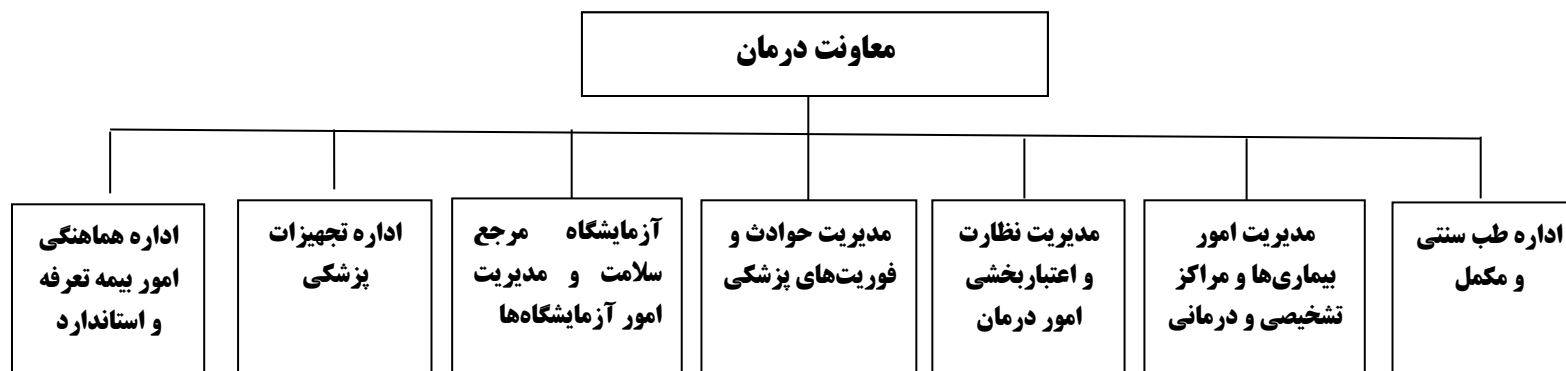 معاونت درمان
اداره طب سنتی
و مکمل
مدیریت امور
بیماری‌ها و مراکز
تشخیصی و درمانی
مدیریت نظارت
و اعتباربخشی
امور درمان
مدیریت حوادث و
فوریت‌های پزشکی
آزمایشگاه مرجع
سلامت و مدیریت
امور آزمایشگاه‌ها
اداره تجهیزات
پزشکی
اداره هماهنگی
امور بیمه تعرفه
و استاندارد